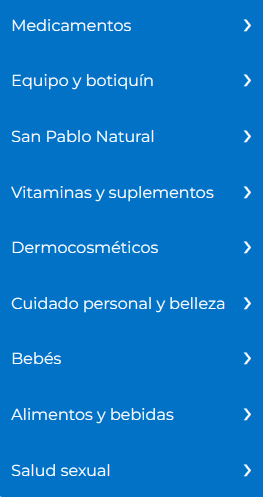 Medicamentos
Equipo y botiquín
San Pablo Natural
Vitaminas y suplementos
Dermocosméticos
Cuidado personal y belleza
Bebés
Alimentos y bebidas
Salud sexual